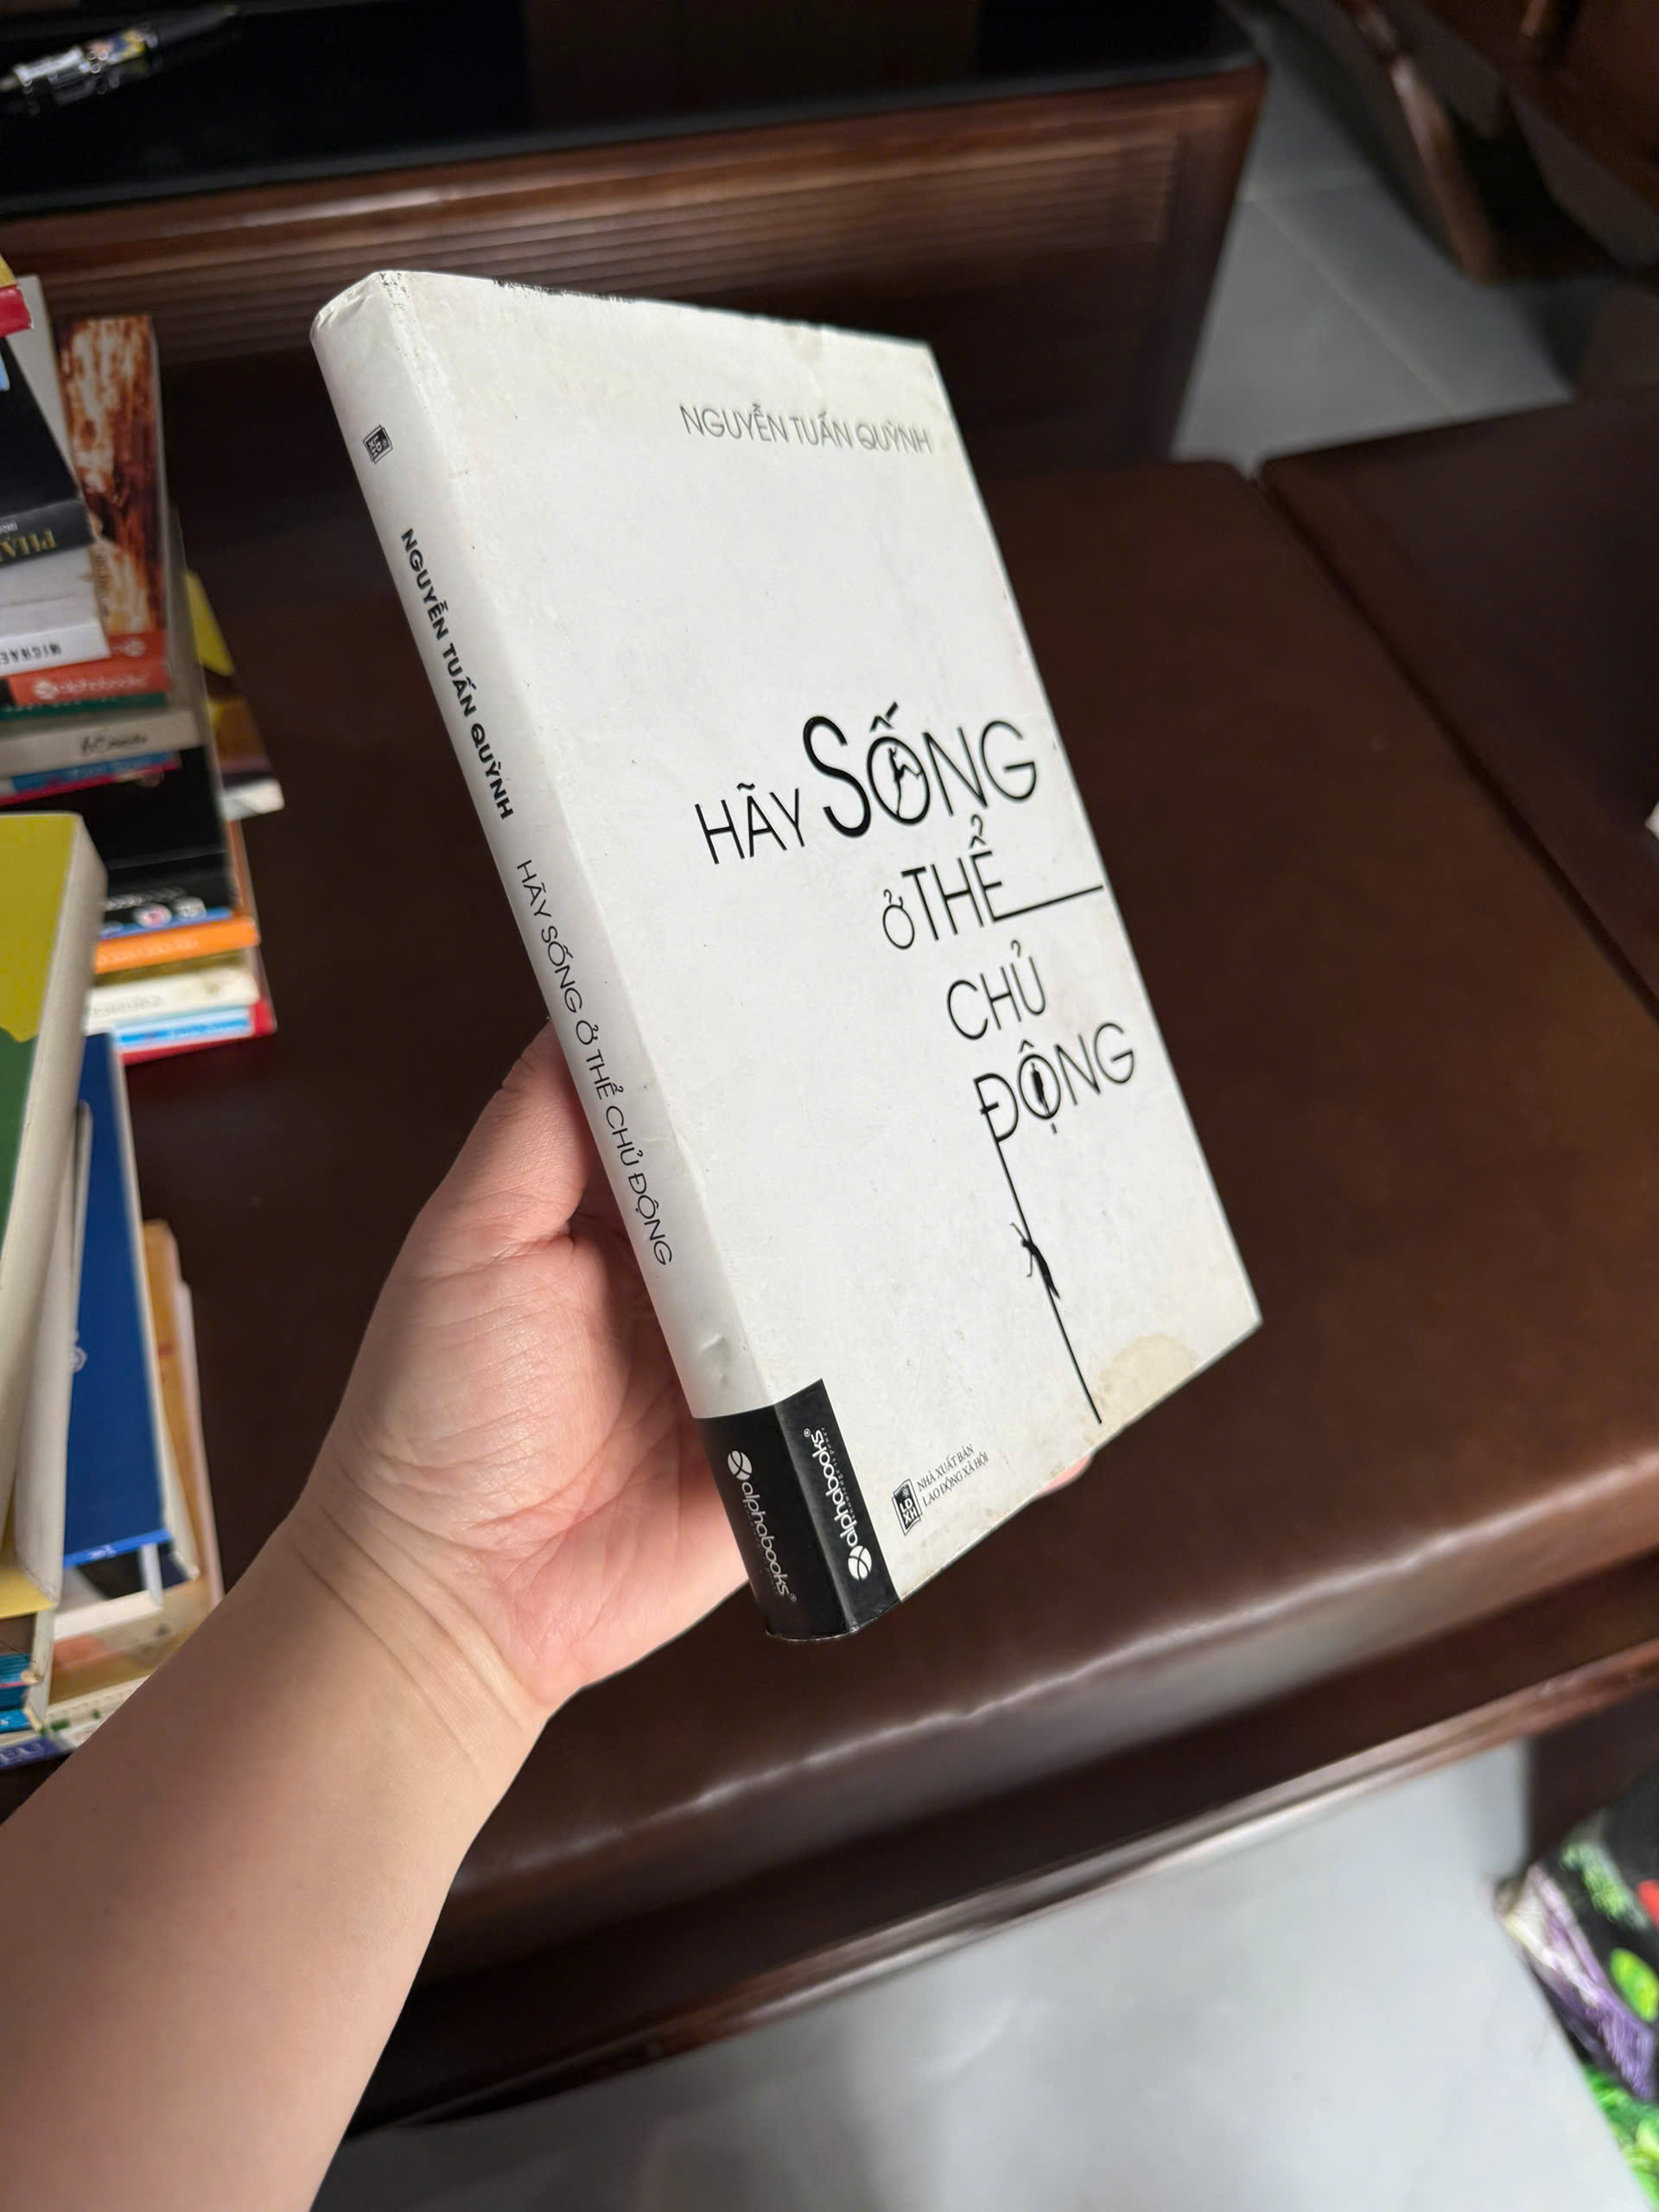 NGUYỄN TUẤN QUỲNH
HÃY SỐNG
Ở THỂ
CHỦ
ĐỘNG
NHÀ XUẤT BẢN
LAO ĐỘNG XÃ HỘI
alphabooks®
NGUYỄN TUẤN QUỲNH HÃY SỐNG Ở THỂ CHỦ ĐỘNG
alphabooks®
alphabooks